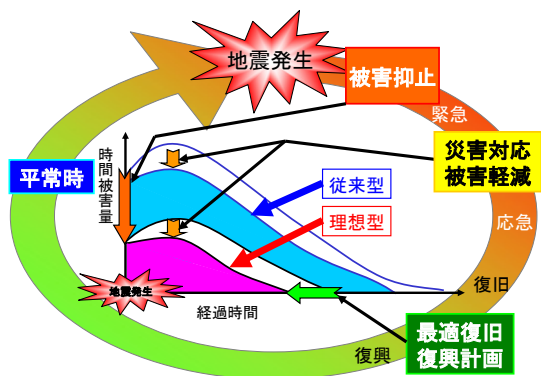 地震発生
被害抑止
緊急
時間被害量
災害対応
被害軽減
平常時
従来型
理想型
応急
地震発生
復旧
経過時間
最適復旧
復興計画
復興